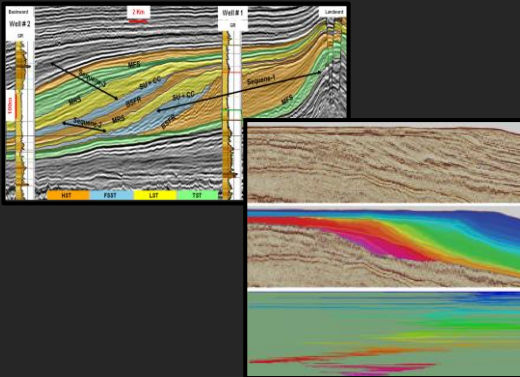 Basinward
2 Km
Well # 1
Landward
Well # 2
GR
GR
Sequence-3
MFS
SU + CC
Sequence-1
MRS
BSFR
SU + CC
MFS
Sequence-2
MRS
BSFR
100ms
HST
FSST
LST
TST